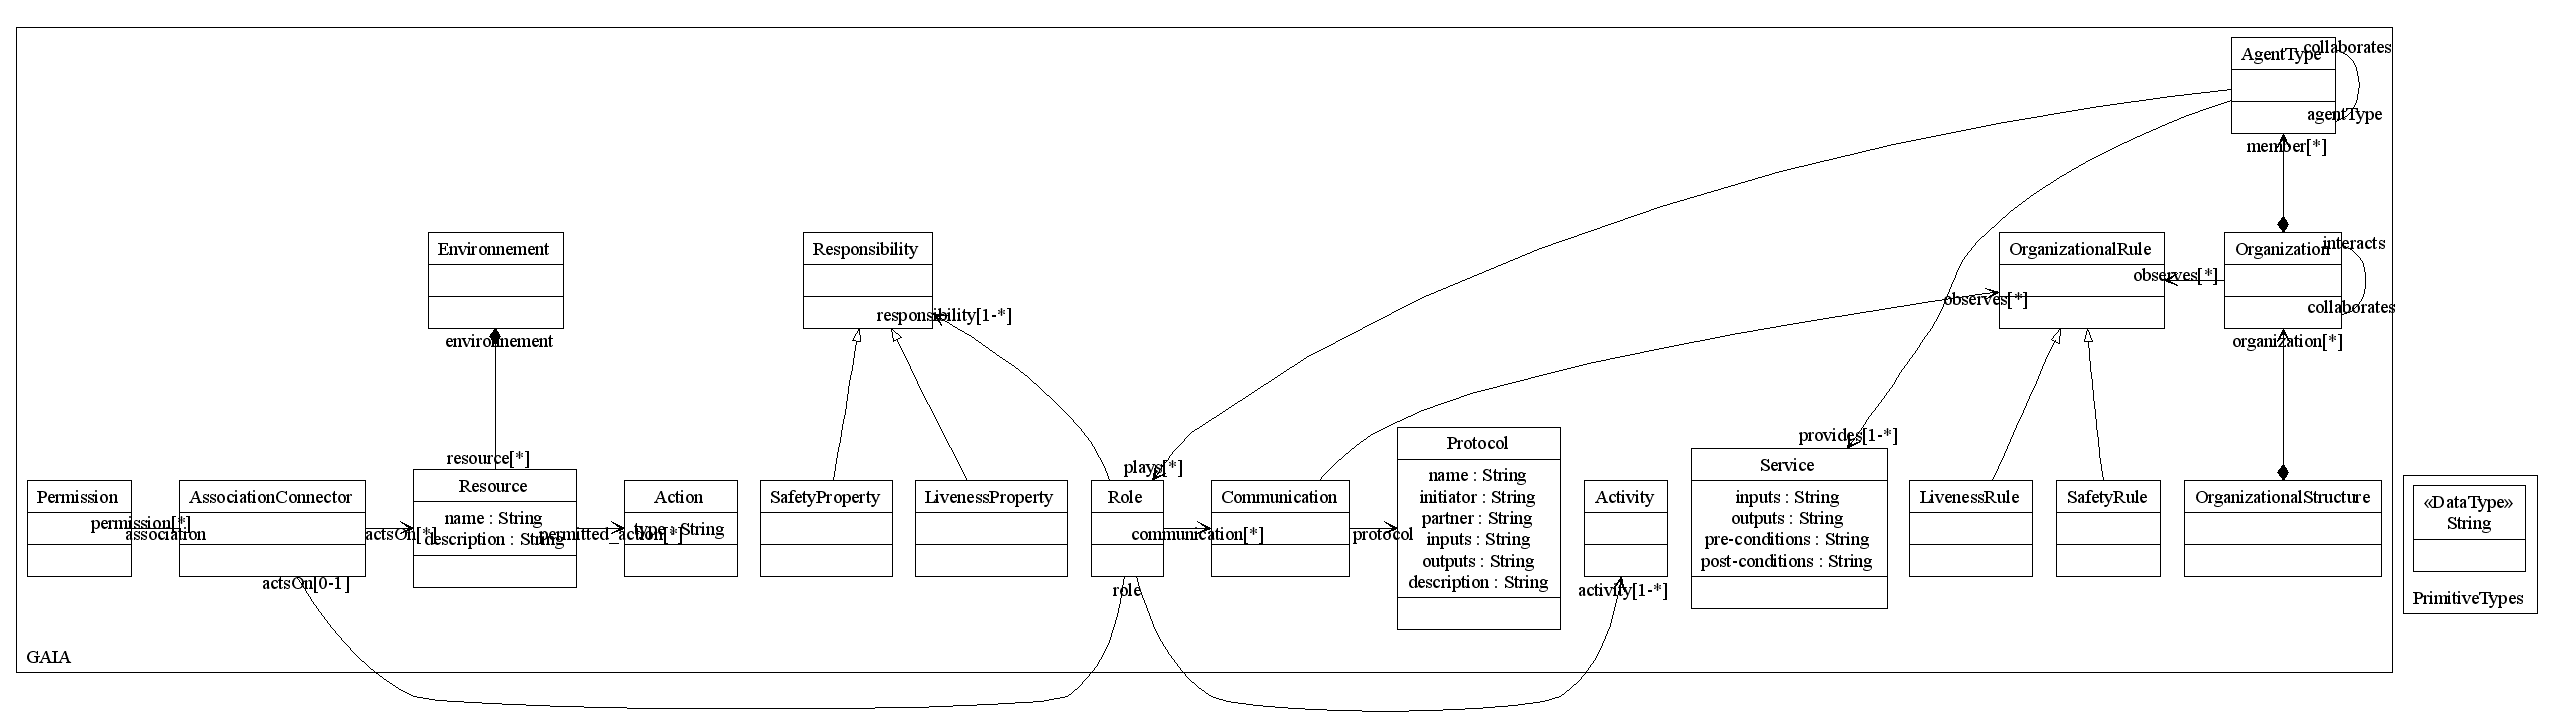 collaborates
AgentType
agentType
member[*]
Environnement
environnement
Responsibility
responsibility[1-*]
OrganizationalRule
observes[*]
observes[*]
Organization
interacts
collaborates
organization[*]
resource[*]
plays[*]
provides[1-*]
Permission
permission[*]
association
AssociationConnector
actsOn[*]
actsOn[0-1]
Resource
name : String
description : String
permitted_action[*]
Action
type : String
SafetyProperty
LivenessProperty
Role
role
communication[*]
Communication
protocol
Protocol
name : String
initiator : String
partner : String
inputs : String
outputs : String
description : String
Activity
activity[1-*]
Service
inputs : String
outputs : String
pre-conditions : String
post-conditions : String
LivenessRule
SafetyRule
OrganizationalStructure
«DataType»
String
PrimitiveTypes
GAIA